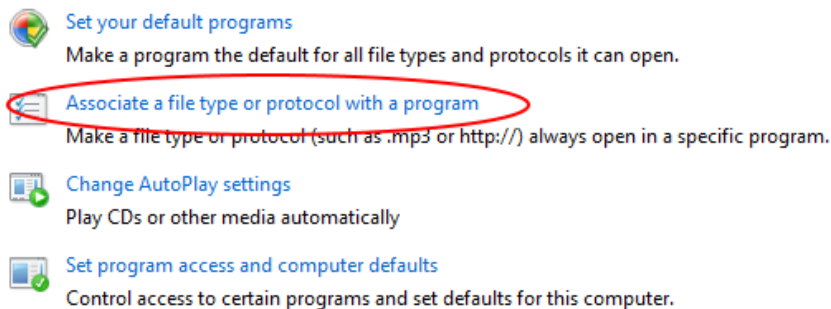 Set your default programs
Make a program the default for all file types and protocols it can open.
Associate a file type or protocol with a program
Make a file type or protocol (such as .mp3 or http://) always open in a specific program.
Change AutoPlay settings
Play CDs or other media automatically
Set program access and computer defaults
Control access to certain programs and set defaults for this computer.